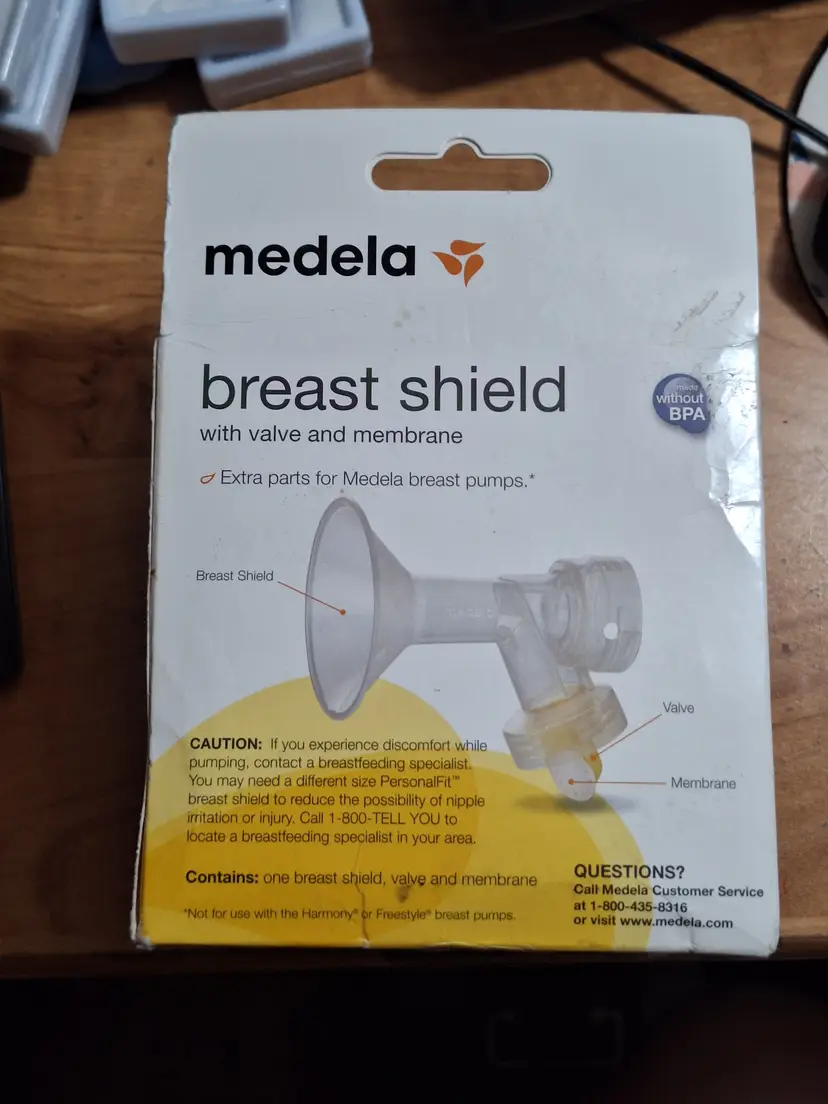 medela
breast shield
with valve and membrane
made
without
BPA
Extra parts for Medela breast pumps.*
Breast Shield
medela
Valve
Membrane
CAUTION: If you experience discomfort while
pumping, contact a breastfeeding specialist.
You may need a different size PersonalFit™
breast shield to reduce the possibility of nipple
irritation or injury. Call 1-800-TELL YOU to
locate a breastfeeding specialist in your area.
Contains: one breast shield, valve and membrane
*Not for use with the Harmony® or Freestyle® breast pumps.
QUESTIONS?
Call Medela Customer Service
at 1-800-435-8316
or visit www.medela.com